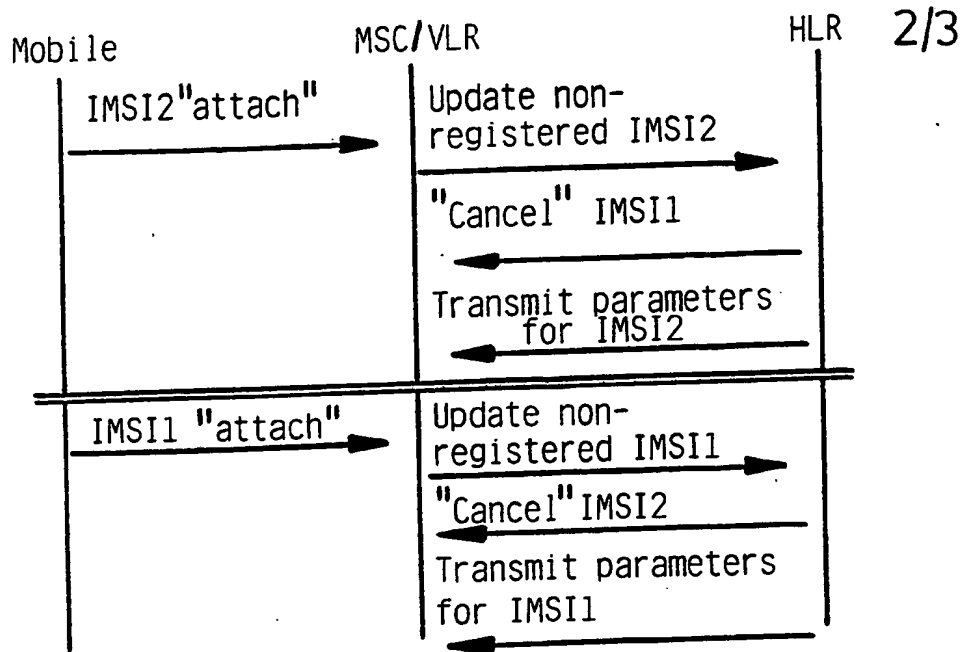 Mobile MSC/VLR HLR 2/3
IMSI2"attach"
Update non-
registered IMSI2
"Cancel" IMSI1
Transmit parameters
for IMSI2
IMSI1 "attach"
Update non-
registered IMSI1
"Cancel"IMSI2
Transmit parameters
for IMSI1